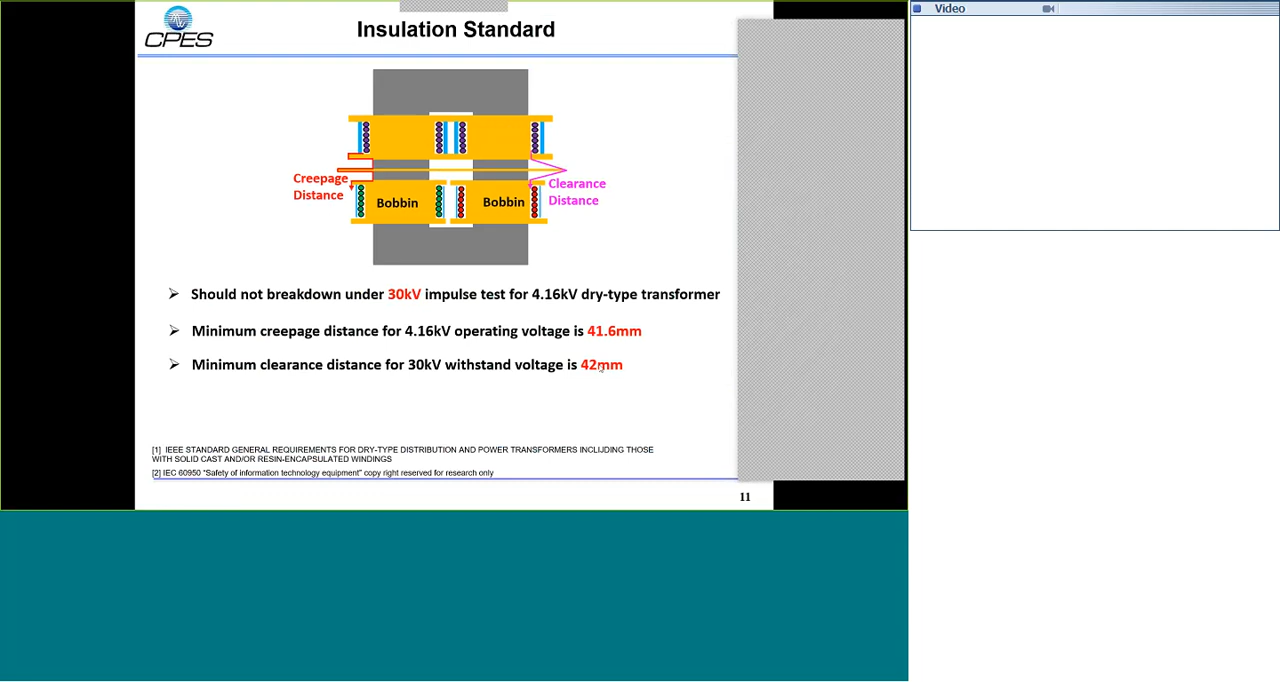 CPES
Insulation Standard
Video
Creepage
Distance
Clearance
Distance
Bobbin
Bobbin
➢ Should not breakdown under 30kV impulse test for 4.16kV dry-type transformer
➢ Minimum creepage distance for 4.16kV operating voltage is 41.6mm
➢ Minimum clearance distance for 30kV withstand voltage is 42mm
[1] IEEE STANDARD GENERAL REQUIREMENTS FOR DRY-TYPE DISTRIBUTION AND POWER TRANSFORMERS INCLUDING THOSE
WITH SOLID CAST AND/OR RESIN-ENCAPSULATED WINDINGS
[2] IEC 60950 “Safety of information technology equipment” copy right reserved for research only
11